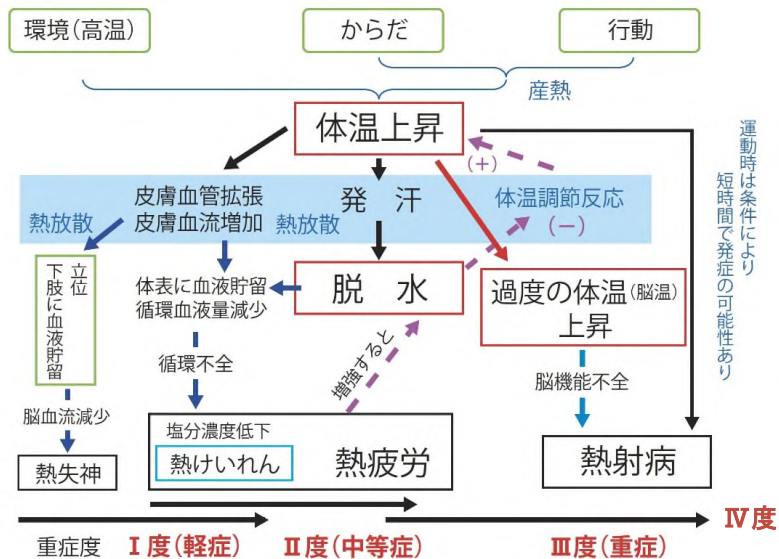 環境(高温)
からだ
行動
産熱
体温上昇
(+)
運動時は条件により
短時間で発症の可能性あり
皮膚血管拡張
皮膚血流増加
熱放散
熱放散
発 汗
体温調節反応
(−)
立位
下肢に血液貯留
体表に血液貯留
循環血液量減少
脱 水
過度の体温(脳温)
上昇
循環不全
増強すると
脳機能不全
脳血流減少
熱失神
塩分濃度低下
熱けいれん
熱疲労
熱射病
重症度
Ⅰ度(軽症)
Ⅱ度(中等症)
Ⅲ度(重症)
Ⅳ度